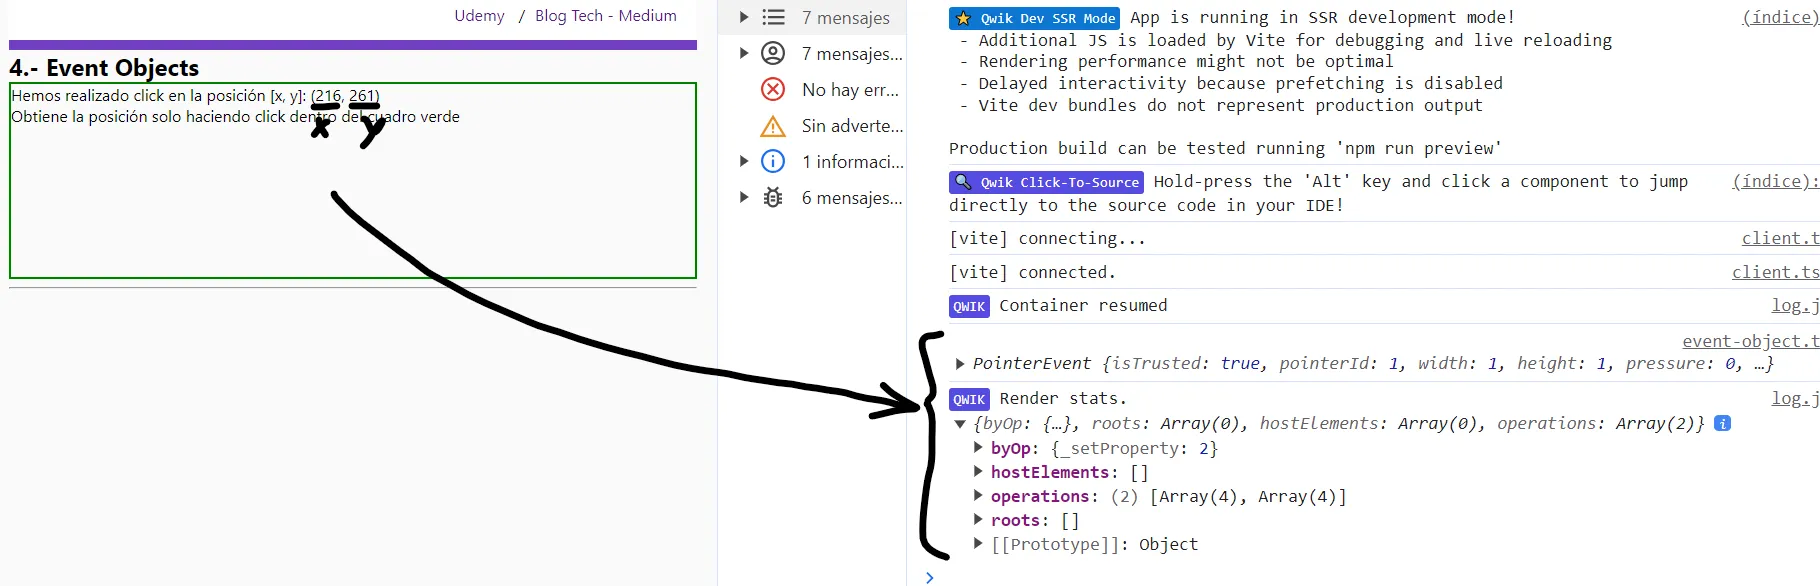 Udemy / Blog Tech - Medium
4.- Event Objects
Hemos realizado click en la posición [x, y]: (216, 261)
Obtiene la posición solo haciendo click dentro del cuadro verde
x y
7 mensajes
7 mensajes...
No hay err...
Sin adverte...
1 informaci...
6 mensajes...
⭐ Qwik Dev SSR Mode App is running in SSR development mode! (índice)
- Additional JS is loaded by Vite for debugging and live reloading
- Rendering performance might not be optimal
- Delayed interactivity because prefetching is disabled
- Vite dev bundles do not represent production output
Production build can be tested running 'npm run preview'
🔍 Qwik Click-To-Source Hold-press the 'Alt' key and click a component to jump (índice):
directly to the source code in your IDE!
[vite] connecting... client.t
[vite] connected. client.ts
QWIK Container resumed log.j
event-object.t
PointerEvent {isTrusted: true, pointerId: 1, width: 1, height: 1, pressure: 0, …}
QWIK Render stats. log.j
{byOp: {…}, roots: Array(0), hostElements: Array(0), operations: Array(2)} i
byOp: {_setProperty: 2}
hostElements: []
operations: (2) [Array(4), Array(4)]
roots: []
[[Prototype]]: Object